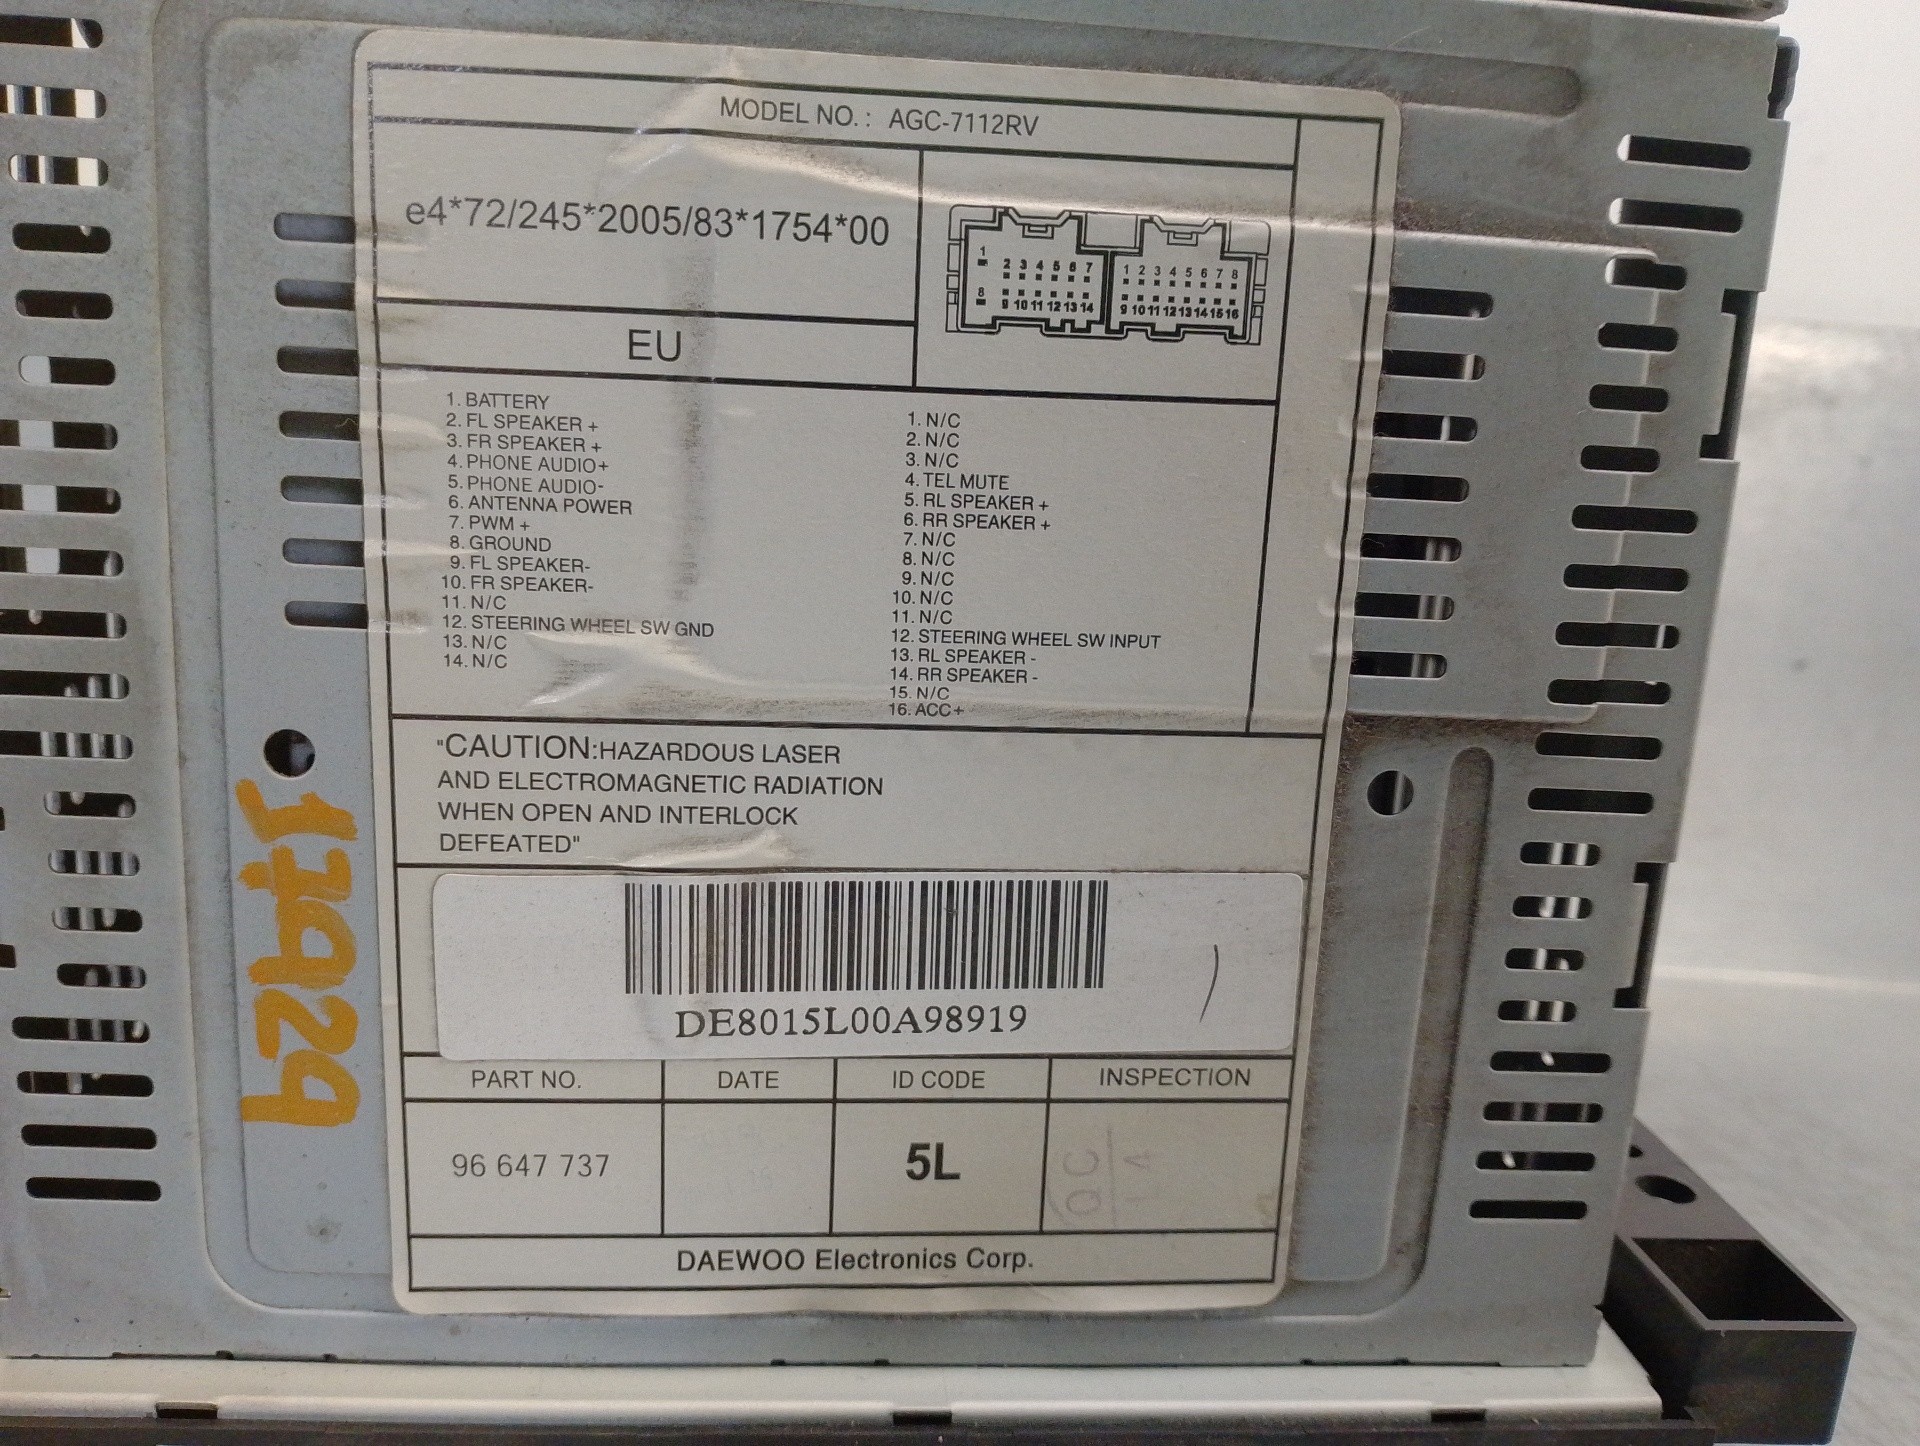 MODEL NO. : AGC-7112RV
e4*72/245*2005/83*1754*00
EU
1 2 3 4 5 6 7
8 9 10 11 12 13 14
1 2 3 4 5 6 7 8
9 10 11 12 13 14 15 16
1. BATTERY
2. FL SPEAKER +
3. FR SPEAKER +
4. PHONE AUDIO+
5. PHONE AUDIO-
6. ANTENNA POWER
7. PWM +
8. GROUND
9. FL SPEAKER-
10. FR SPEAKER-
11. N/C
12. STEERING WHEEL SW GND
13. N/C
14. N/C
1. N/C
2. N/C
3. N/C
4. TEL MUTE
5. RL SPEAKER +
6. RR SPEAKER +
7. N/C
8. N/C
9. N/C
10. N/C
11. N/C
12. STEERING WHEEL SW INPUT
13. RL SPEAKER -
14. RR SPEAKER -
15. N/C
16. ACC+
"CAUTION:HAZARDOUS LASER
AND ELECTROMAGNETIC RADIATION
WHEN OPEN AND INTERLOCK
DEFEATED"
DE8015L00A98919
PART NO. DATE ID CODE INSPECTION
96 647 737 5L QC 14
DAEWOO Electronics Corp.